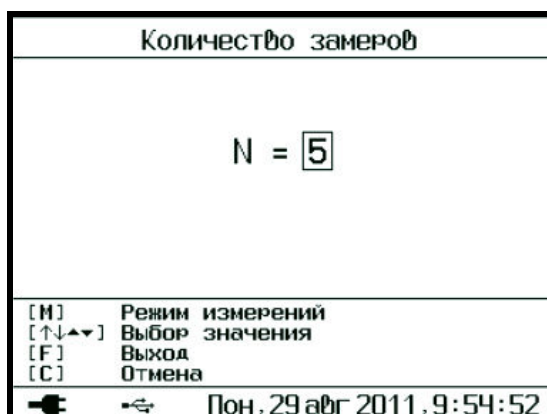 Количество замеров
N = 5
[M] Режим измерений
[↑↓▲▼] Выбор значения
[F] Выход
[C] Отмена
Пон, 29 авг 2011, 9:54:52